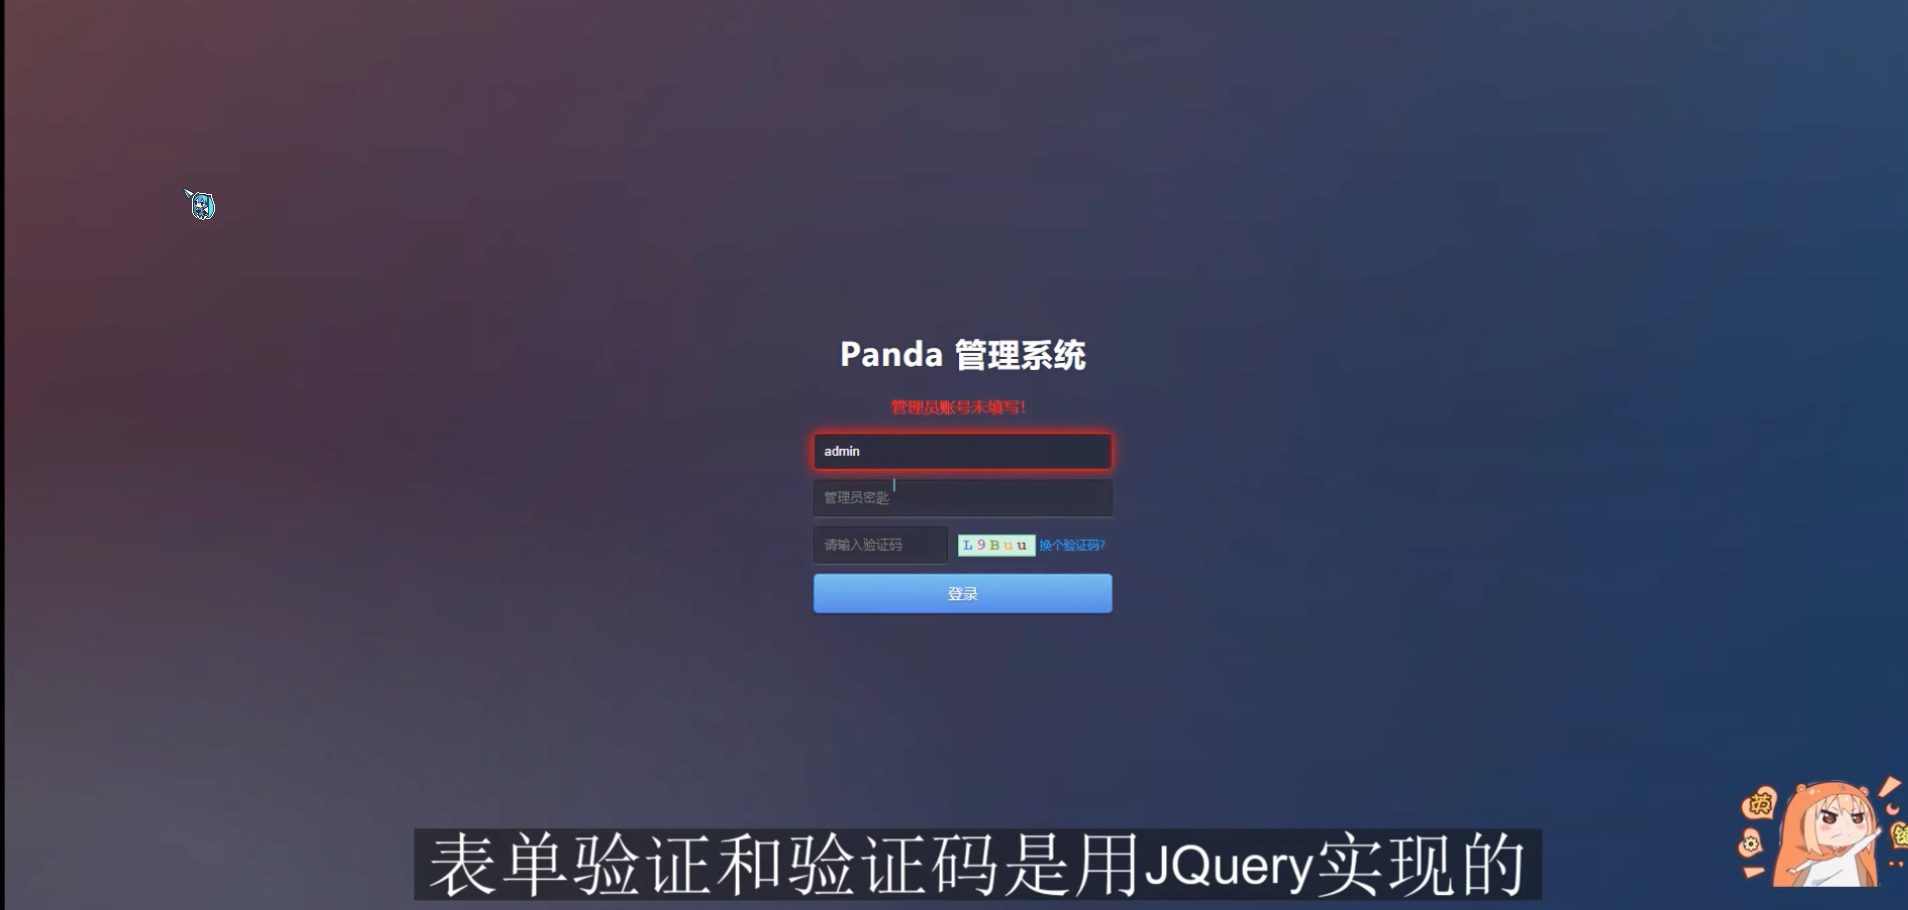 Panda 管理系统
管理员账号未填写!
admin
管理员密匙
请输入验证码
L9Buu 换个验证码?
登录
英
表单验证和验证码是用JQuery实现的